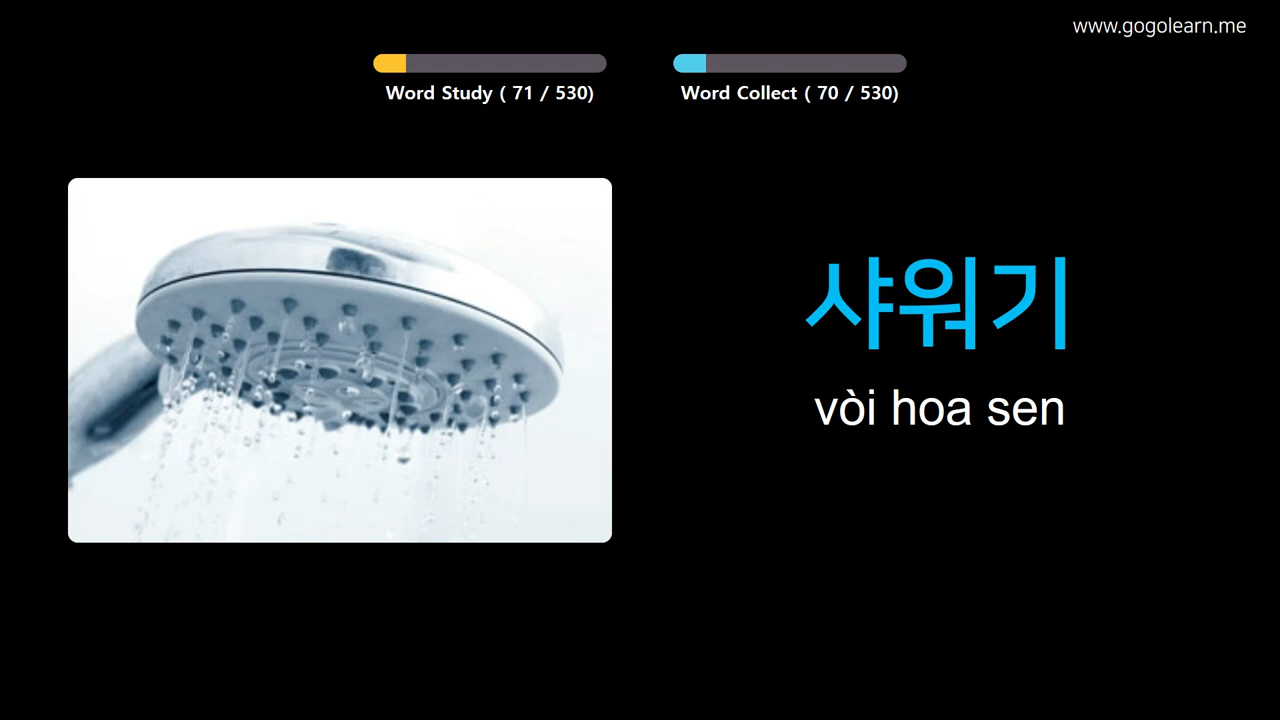 www.gogolearn.me
Word Study ( 71 / 530)
Word Collect ( 70 / 530)
샤워기
vòi hoa sen